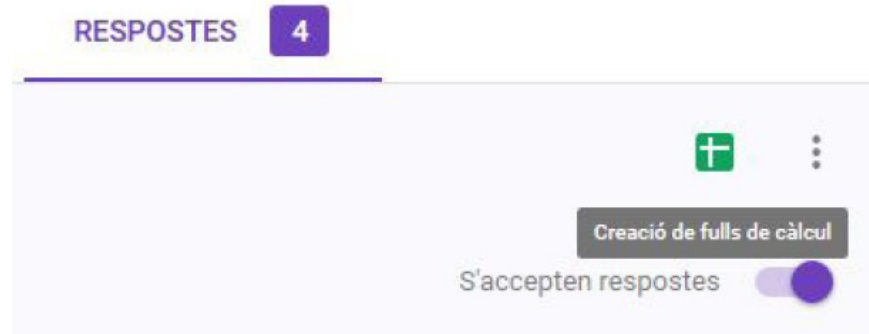 RESPOSTES 4
Creació de fulls de càlcul
S'accepten respostes